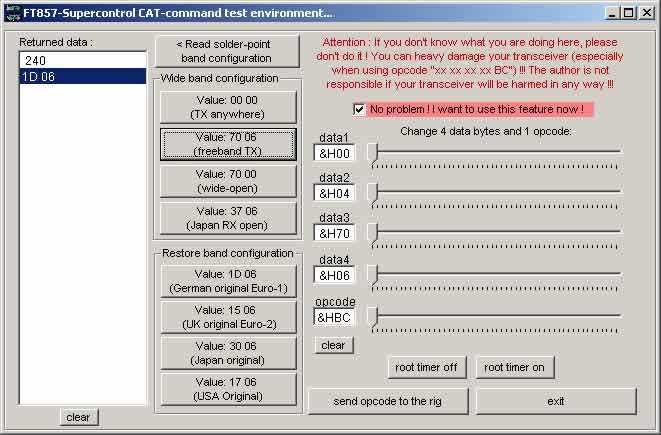 FT857-Supercontrol CAT-command test environment...
Returned data :
240
1D 06
clear
< Read solder-point
band configuration
Wide band configuration
Value: 00 00
(TX anywhere)
Value: 70 06
(freeband TX)
Value: 70 00
(wide-open)
Value: 37 06
(Japan RX open)
Restore band configuration
Value: 1D 06
(German original Euro-1)
Value: 15 06
(UK original Euro-2)
Value: 30 06
(Japan original)
Value: 17 06
(USA Original)
Attention : If you don't know what you are doing here, please
don't do it ! You can heavy damage your transceiver (especially
when using opcode "xx xx xx xx BC") !!! The author is not
responsible if your transceiver will be harmed in any way !!!
No problem ! I want to use this feature now !
Change 4 data bytes and 1 opcode:
data1
&H00
data2
&H04
data3
&H70
data4
&H06
opcode
&HBC
clear
root timer off
root timer on
send opcode to the rig
exit